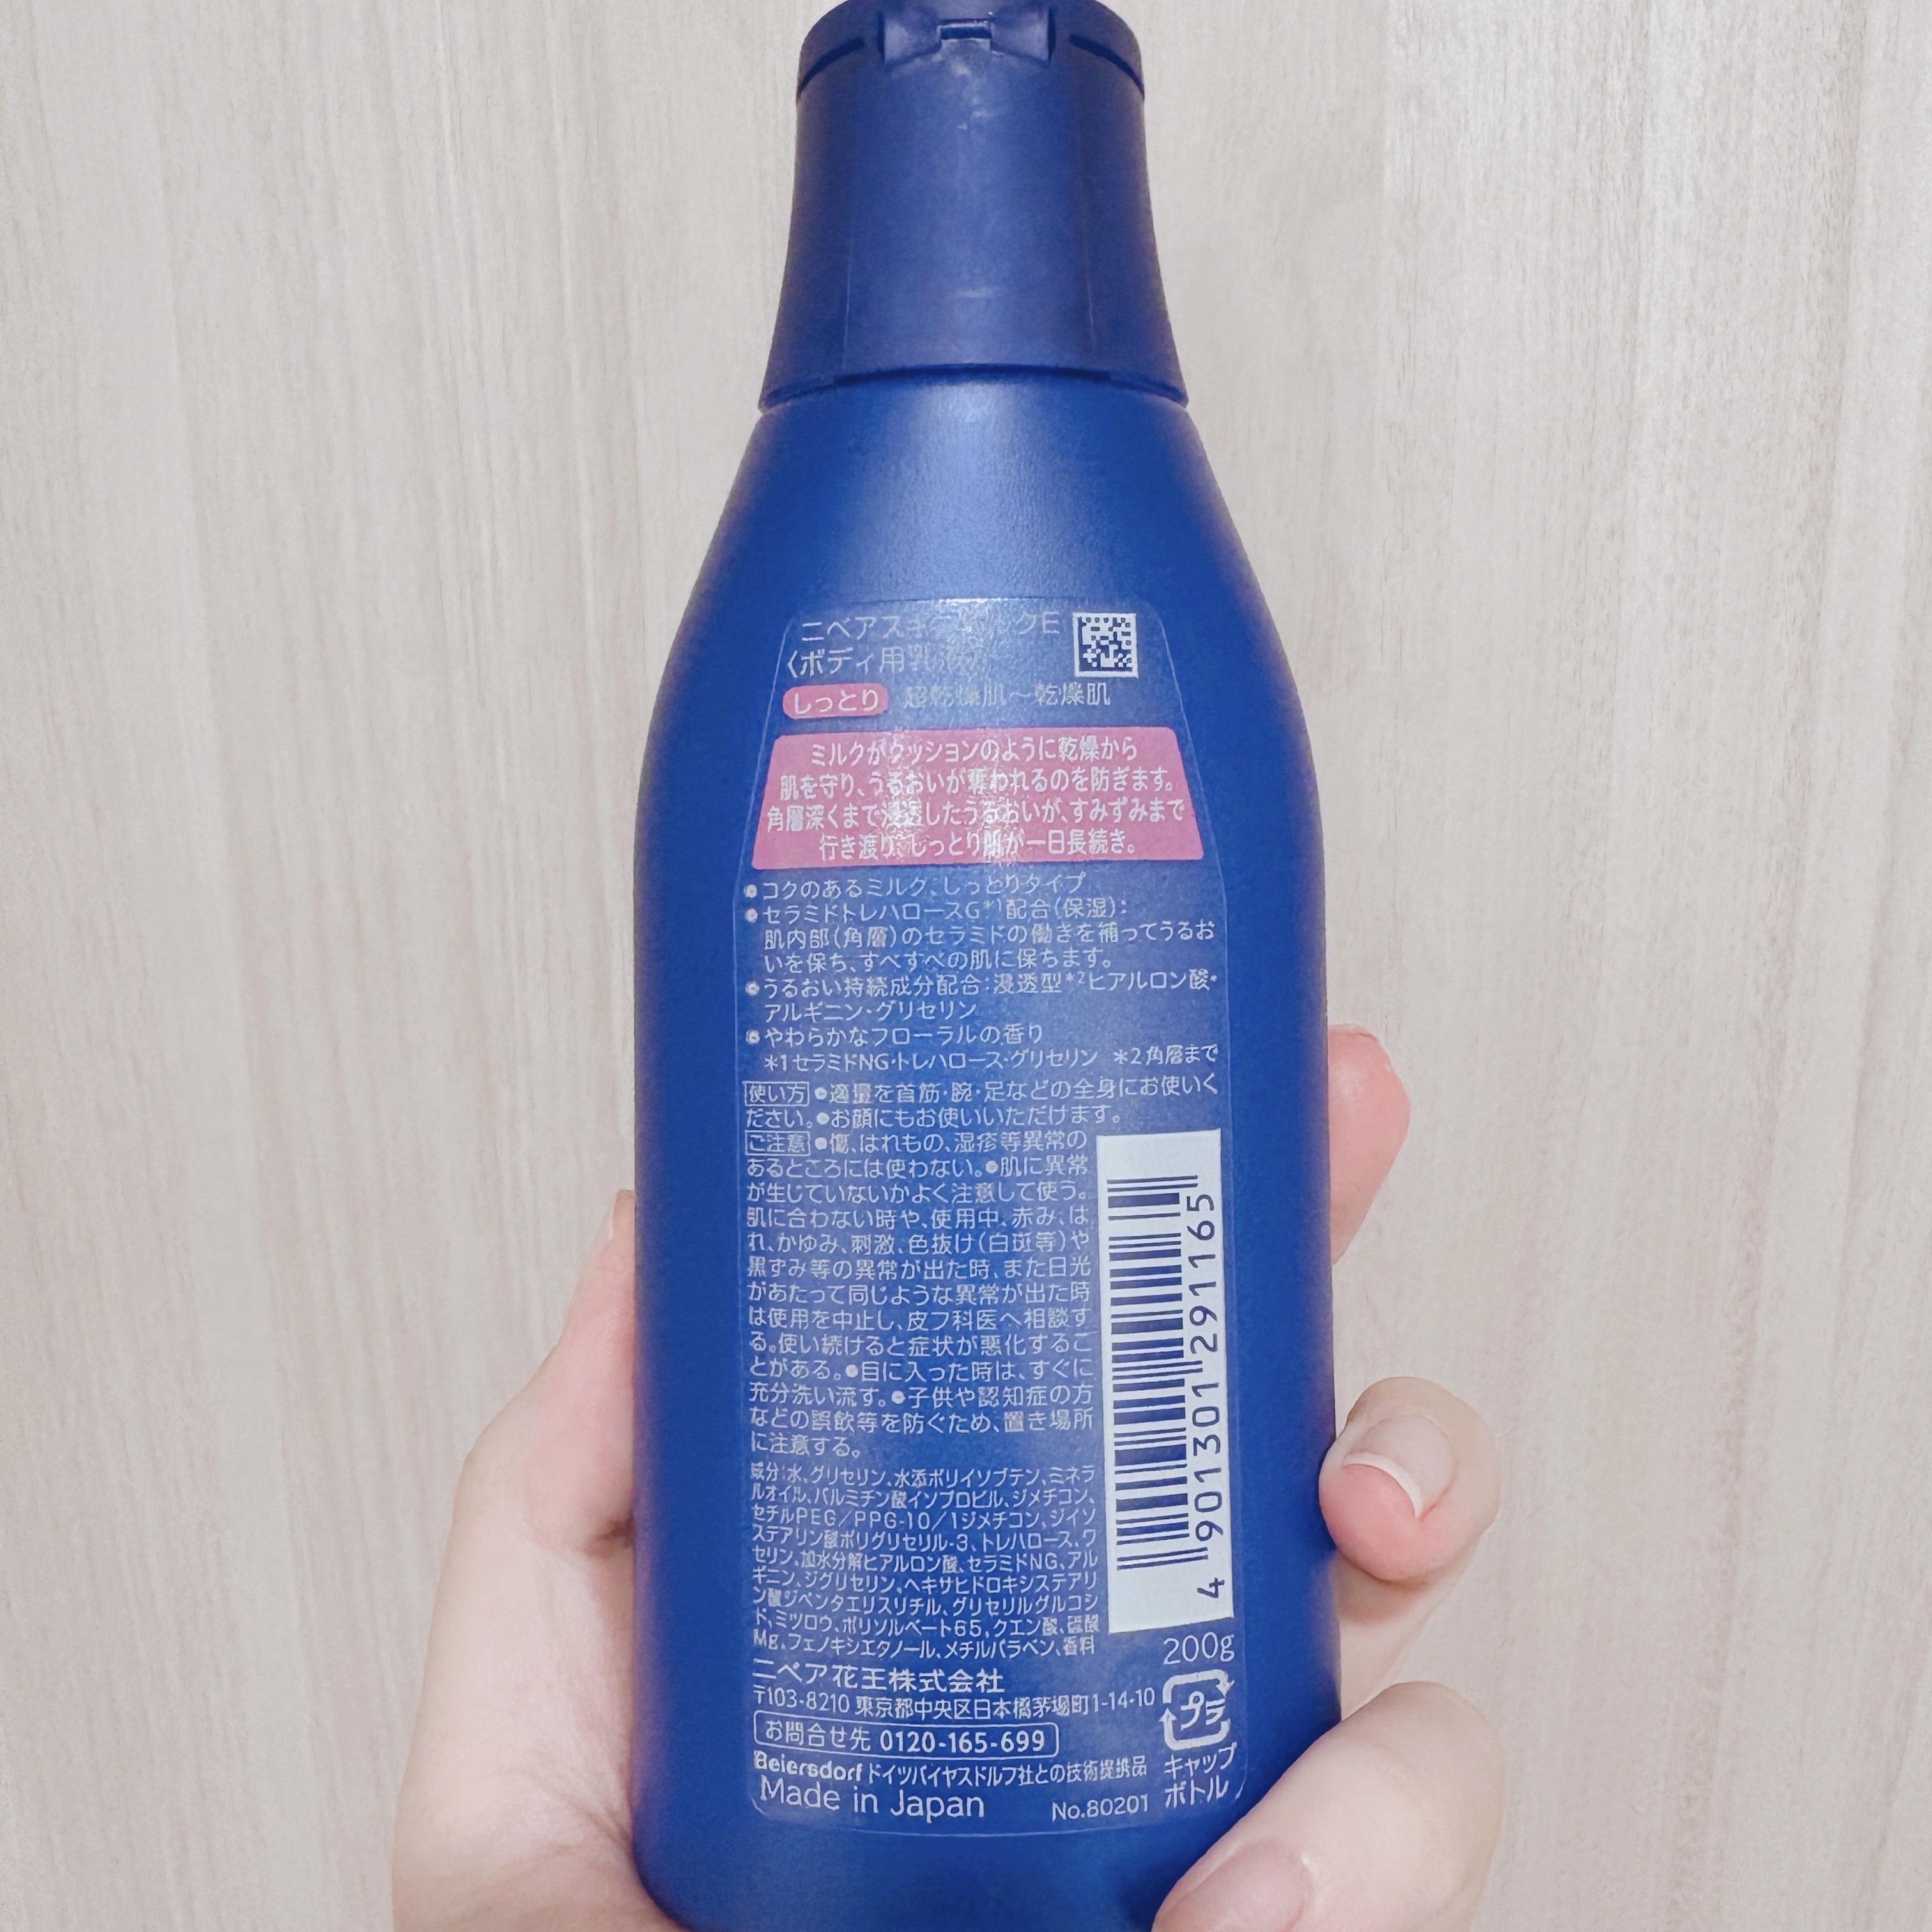 ニベアスキンミルクE
〈ボディ用乳液〉
しっとり 超乾燥肌～乾燥肌
ミルクがクッションのように乾燥から
肌を守り、うるおいが奪われるのを防ぎます。
角層深くまで浸透したうるおいが、すみずみまで
行き渡り、しっとり肌が一日長続き。
●コクのあるミルク、しっとりタイプ
●セラミドトレハロースG*1配合(保湿):
肌内部(角層)のセラミドの働きを補ってうるお
いを保ち、すべすべの肌に保ちます。
●うるおい持続成分配合:浸透型*2ヒアルロン酸・
アルギニン・グリセリン
●やわらかなフローラルの香り
*1セラミドNG・トレハロース・グリセリン *2角層まで
使い方 ●適量を首筋・腕・足などの全身にお使いく
ださい。●お顔にもお使いいただけます。
ご注意 ●傷、はれもの、湿疹等異常の
あるところには使わない。●肌に異常
が生じていないかよく注意して使う。
肌に合わない時や、使用中、赤み、は
れ、かゆみ、刺激、色抜け(白斑等)や
黒ずみ等の異常が出た時、また日光
があたって同じような異常が出た時
は使用を中止し、皮フ科医へ相談す
る。使い続けると症状が悪化するこ
とがある。●目に入った時は、すぐに
充分洗い流す。●子供や認知症の方
などの誤飲等を防ぐため、置き場所
に注意する。
成分:水、グリセリン、水添ポリイソブテン、ミネラ
ルオイル、パルミチン酸イソプロピル、ジメチコン、
セチルPEG/PPG-10/1ジメチコン、ジイソ
ステアリン酸ポリグリセリル-3、トレハロース、ワ
セリン、加水分解ヒアルロン酸、セラミドNG、アル
ギニン、ジグリセリン、ヘキサヒドロキシステアリ
ン酸ジペンタエリスリチル、グリセリルグルコシ
ド、ミツロウ、ポリソルベート65、クエン酸、硫酸
Mg、フェノキシエタノール、メチルパラベン、香料
4 901301 291165
200g
ニベア花王株式会社
〒103-8210 東京都中央区日本橋茅場町1-14-10
お問合せ先 0120-165-699
Beiersdorf ドイツバイヤスドルフ社との技術提携品
Made in Japan
No.80201
プラ
キャップ
ボトル